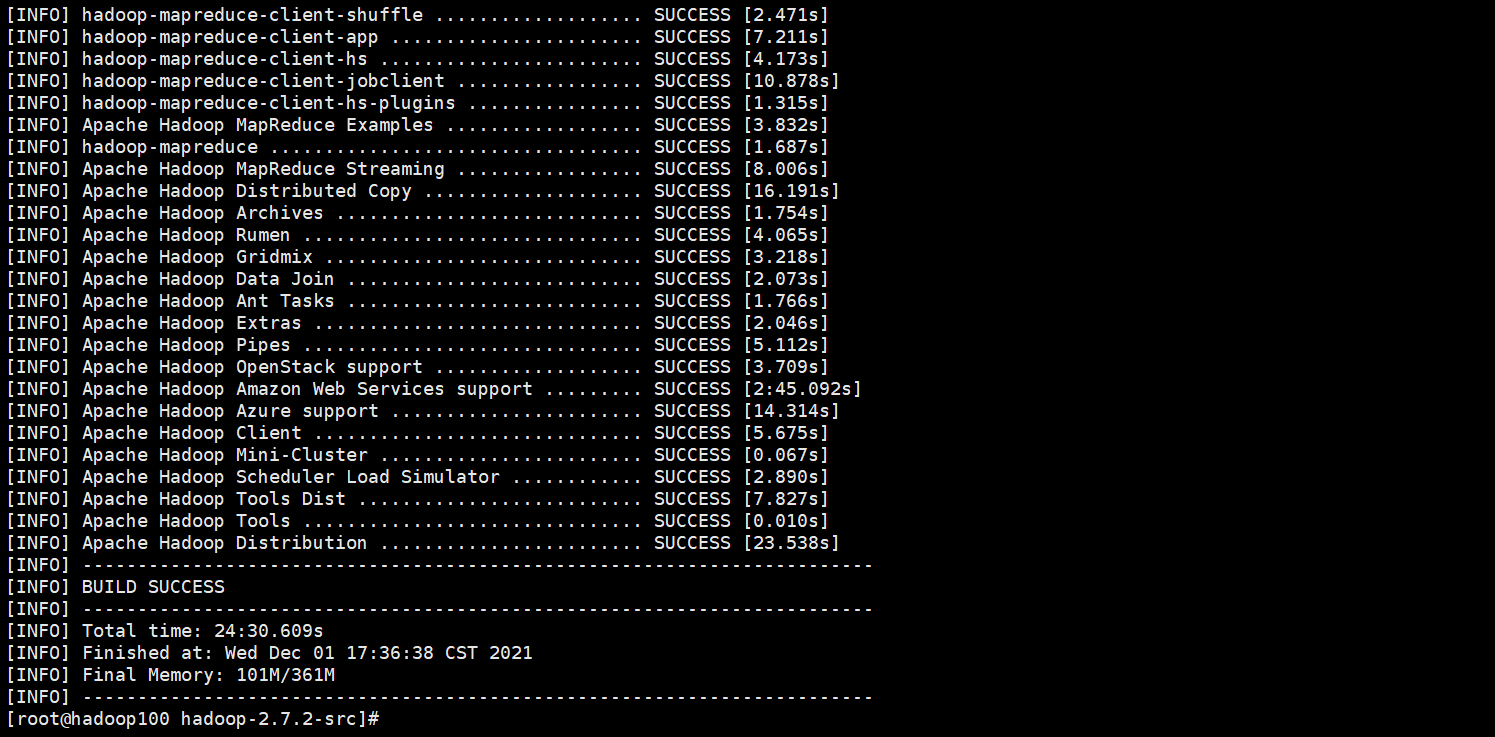 [INFO] hadoop-mapreduce-client-shuffle ................... SUCCESS [2.471s]
[INFO] hadoop-mapreduce-client-app ....................... SUCCESS [7.211s]
[INFO] hadoop-mapreduce-client-hs ........................ SUCCESS [4.173s]
[INFO] hadoop-mapreduce-client-jobclient ................. SUCCESS [10.878s]
[INFO] hadoop-mapreduce-client-hs-plugins ................ SUCCESS [1.315s]
[INFO] Apache Hadoop MapReduce Examples .................. SUCCESS [3.832s]
[INFO] hadoop-mapreduce .................................. SUCCESS [1.687s]
[INFO] Apache Hadoop MapReduce Streaming ................. SUCCESS [8.006s]
[INFO] Apache Hadoop Distributed Copy .................... SUCCESS [16.191s]
[INFO] Apache Hadoop Archives ............................ SUCCESS [1.754s]
[INFO] Apache Hadoop Rumen ............................... SUCCESS [4.065s]
[INFO] Apache Hadoop Gridmix ............................. SUCCESS [3.218s]
[INFO] Apache Hadoop Data Join ........................... SUCCESS [2.073s]
[INFO] Apache Hadoop Ant Tasks ........................... SUCCESS [1.766s]
[INFO] Apache Hadoop Extras .............................. SUCCESS [2.046s]
[INFO] Apache Hadoop Pipes ............................... SUCCESS [5.112s]
[INFO] Apache Hadoop OpenStack support ................... SUCCESS [3.709s]
[INFO] Apache Hadoop Amazon Web Services support ......... SUCCESS [2:45.092s]
[INFO] Apache Hadoop Azure support ....................... SUCCESS [14.314s]
[INFO] Apache Hadoop Client .............................. SUCCESS [5.675s]
[INFO] Apache Hadoop Mini-Cluster ........................ SUCCESS [0.067s]
[INFO] Apache Hadoop Scheduler Load Simulator ............ SUCCESS [2.890s]
[INFO] Apache Hadoop Tools Dist .......................... SUCCESS [7.827s]
[INFO] Apache Hadoop Tools ............................... SUCCESS [0.010s]
[INFO] Apache Hadoop Distribution ........................ SUCCESS [23.538s]
[INFO] ------------------------------------------------------------------------
[INFO] BUILD SUCCESS
[INFO] ------------------------------------------------------------------------
[INFO] Total time: 24:30.609s
[INFO] Finished at: Wed Dec 01 17:36:38 CST 2021
[INFO] Final Memory: 101M/361M
[INFO] ------------------------------------------------------------------------
[root@hadoop100 hadoop-2.7.2-src]#